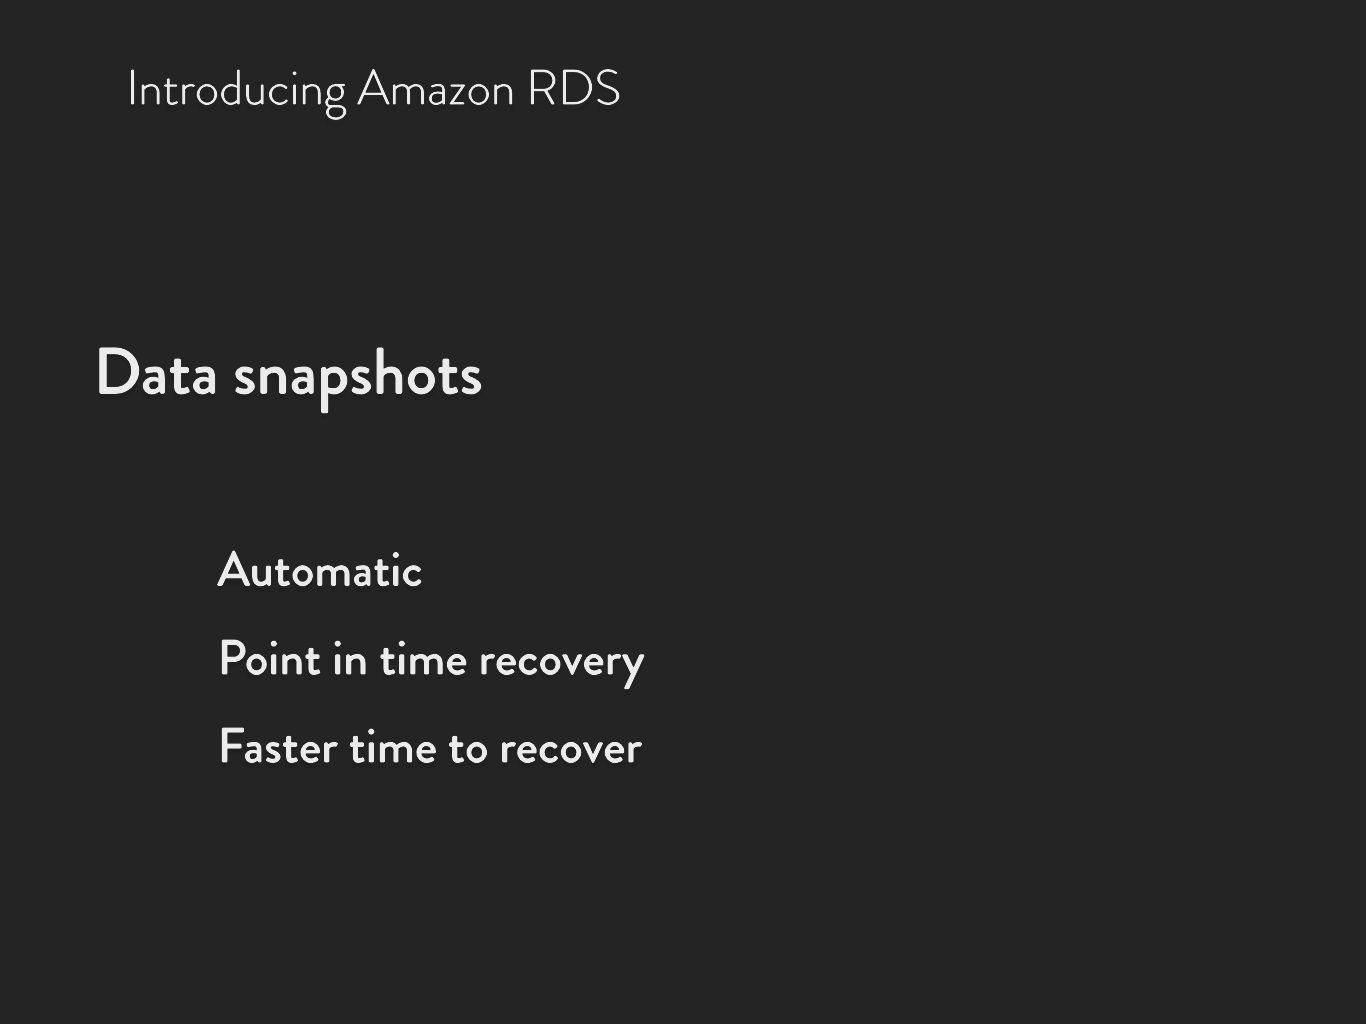 Introducing Amazon RDS
Data snapshots
Automatic
Point in time recovery
Faster time to recover